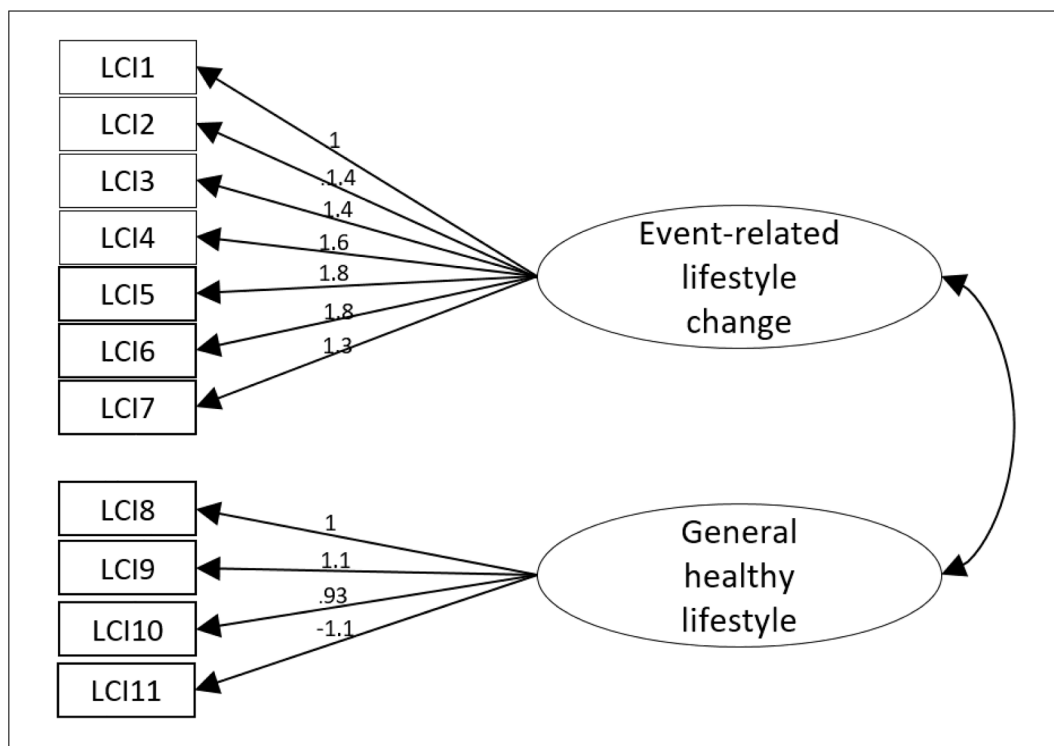 LCI1
LCI2
LCI3
LCI4
LCI5
LCI6
LCI7
1
.1.4
1.4
1.6
1.8
1.8
1.3
Event-related
lifestyle
change
LCI8
LCI9
LCI10
LCI11
1
1.1
.93
-1.1
General
healthy
lifestyle